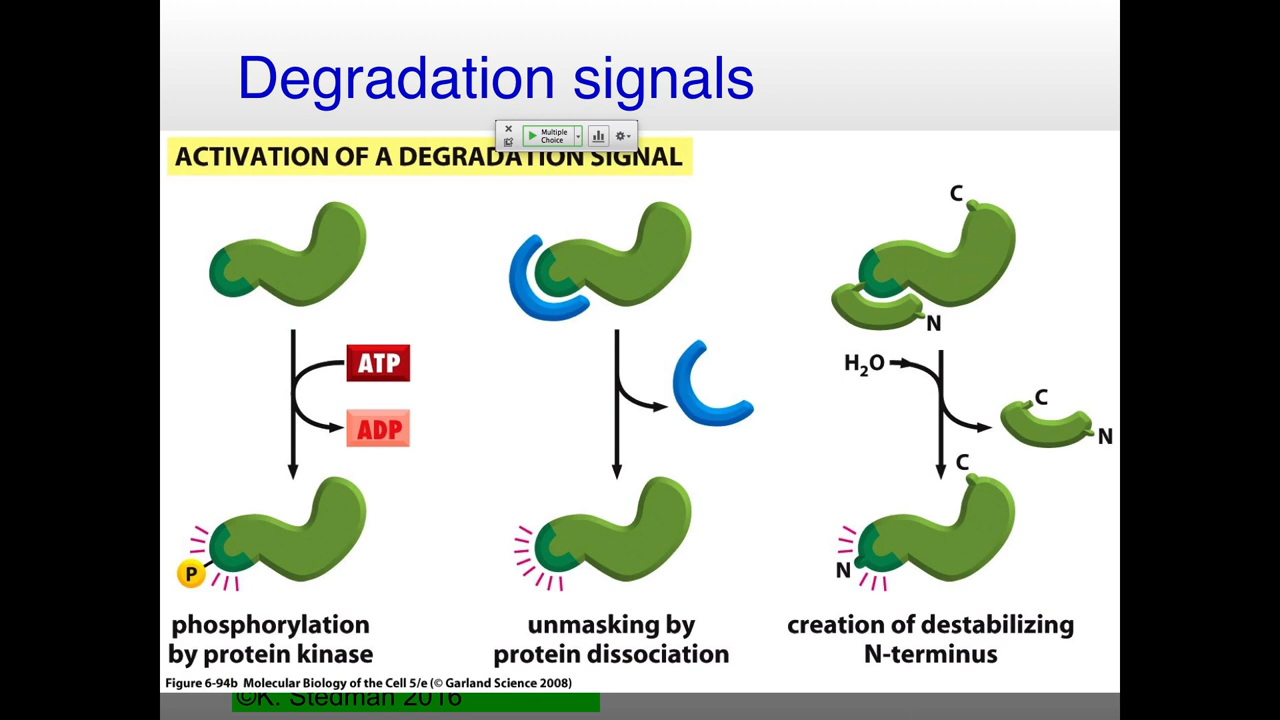 Degradation signals
Multiple
Choice
ACTIVATION OF A DEGRADATION SIGNAL
C
N
ATP
ADP
H₂O
C
N
C
P
N
phosphorylation
by protein kinase
unmasking by
protein dissociation
creation of destabilizing
N-terminus
Figure 6-94b Molecular Biology of the Cell 5/e (© Garland Science 2008)
©K. Stedman 2016